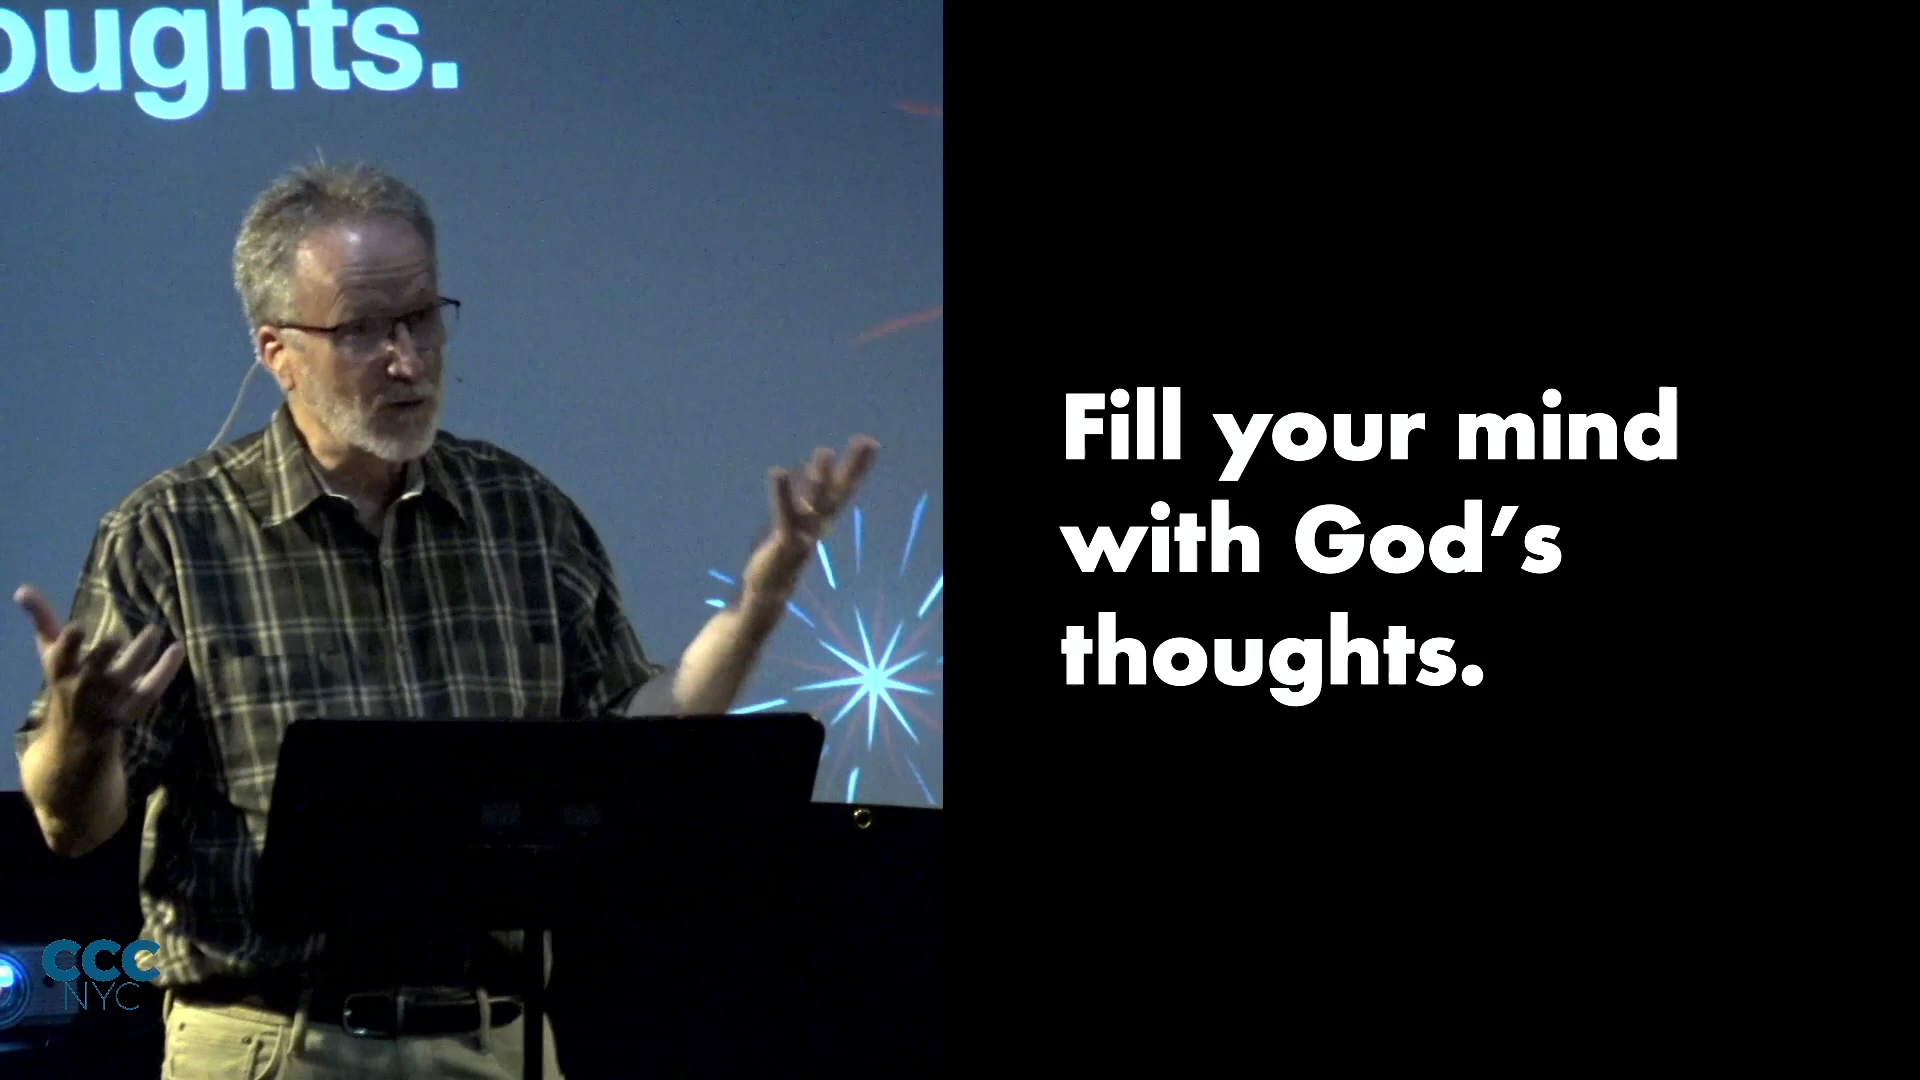 oughts.
Fill your mind
with God’s
thoughts.
CCC
NYC